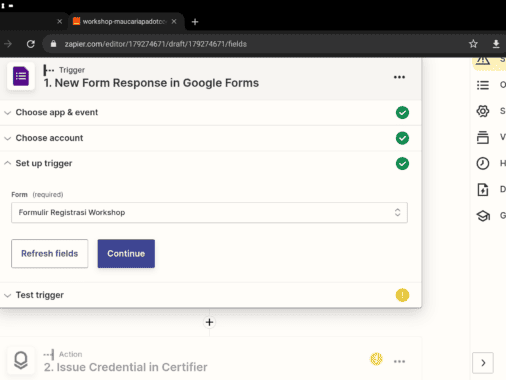 workshop-maucariapadotco
zapier.com/editor/179274671/draft/179274671/fields
Trigger
1. New Form Response in Google Forms
Choose app & event
Choose account
Set up trigger
Form (required)
Formulir Registrasi Workshop
Refresh fields
Continue
Test trigger
Action
2. Issue Credential in Certifier
S
O
S
V
H
D
G